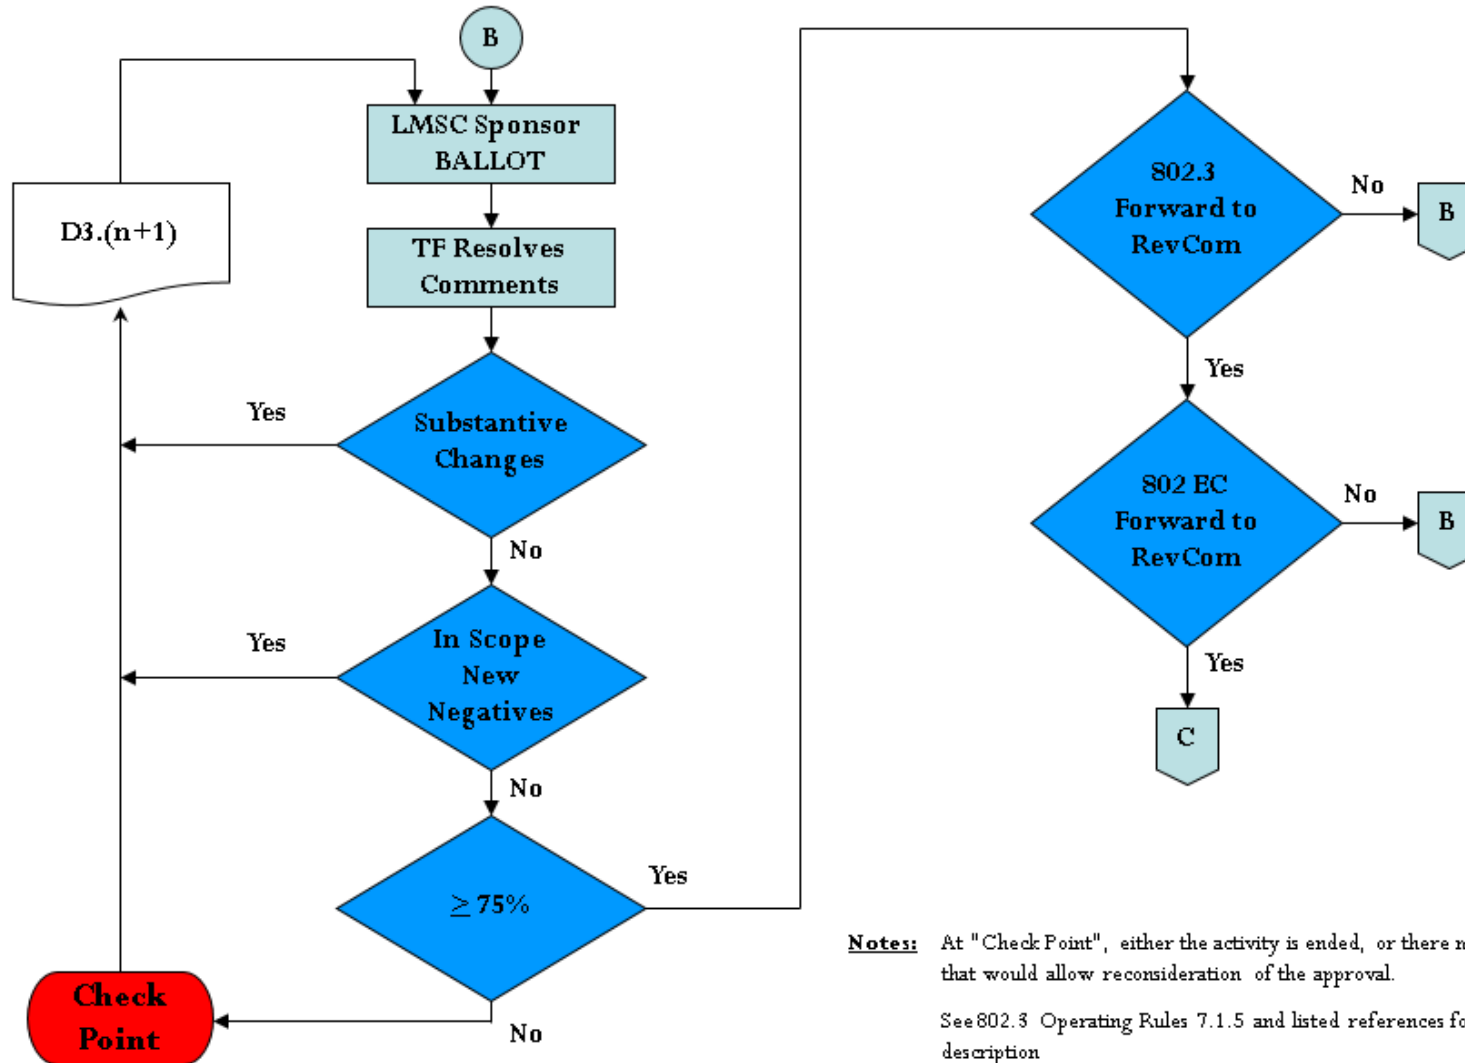 B
LMSC Sponsor
BALLOT
D3.(n+1)
TF Resolves
Comments
Substantive
Changes
Yes
No
In Scope
New
Negatives
Yes
No
≥ 75%
Yes
No
Check
Point
802.3
Forward to
RevCom
No
B
Yes
802 EC
Forward to
RevCom
No
B
Yes
C
Notes: At "Check Point", either the activity is ended, or there
that would allow reconsideration of the approval.
See 802.3 Operating Rules 7.1.5 and listed references
description